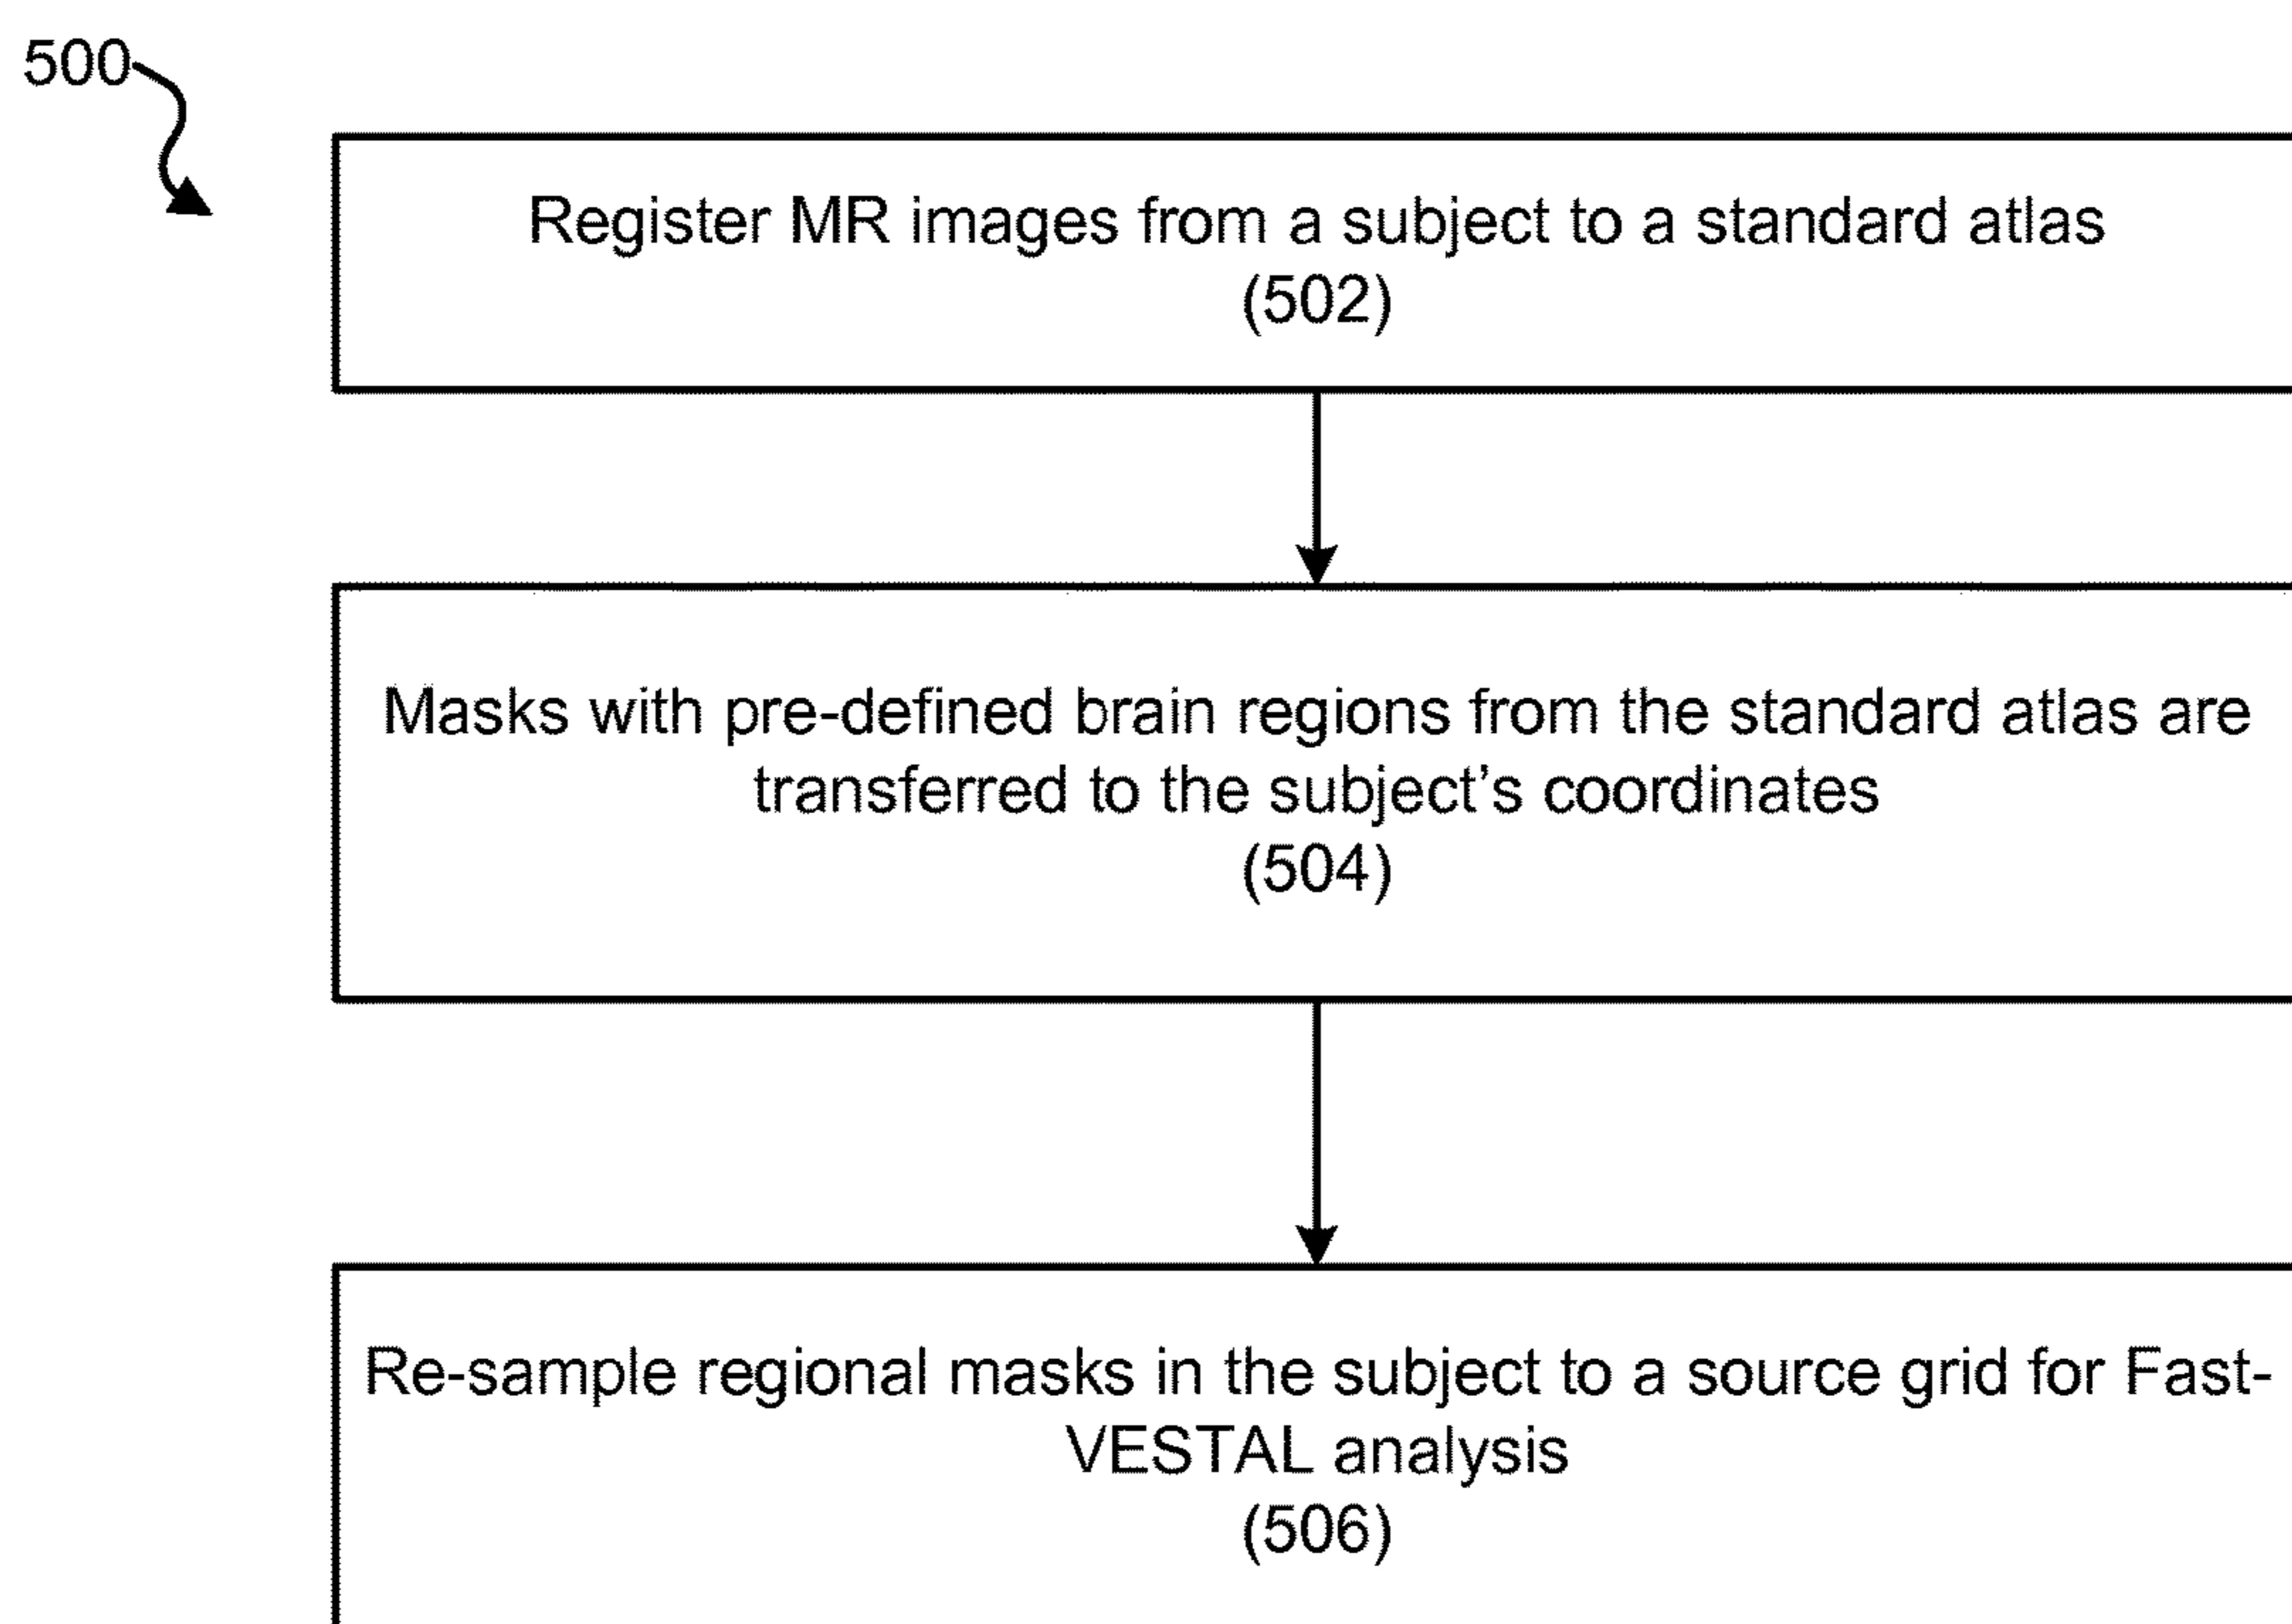 500
Register MR images from a subject to a standard atlas
(502)
Masks with pre-defined brain regions from the standard atlas are
transferred to the subject's coordinates
(504)
Re-sample regional masks in the subject to a source grid for Fast-
VESTAL analysis
(506)